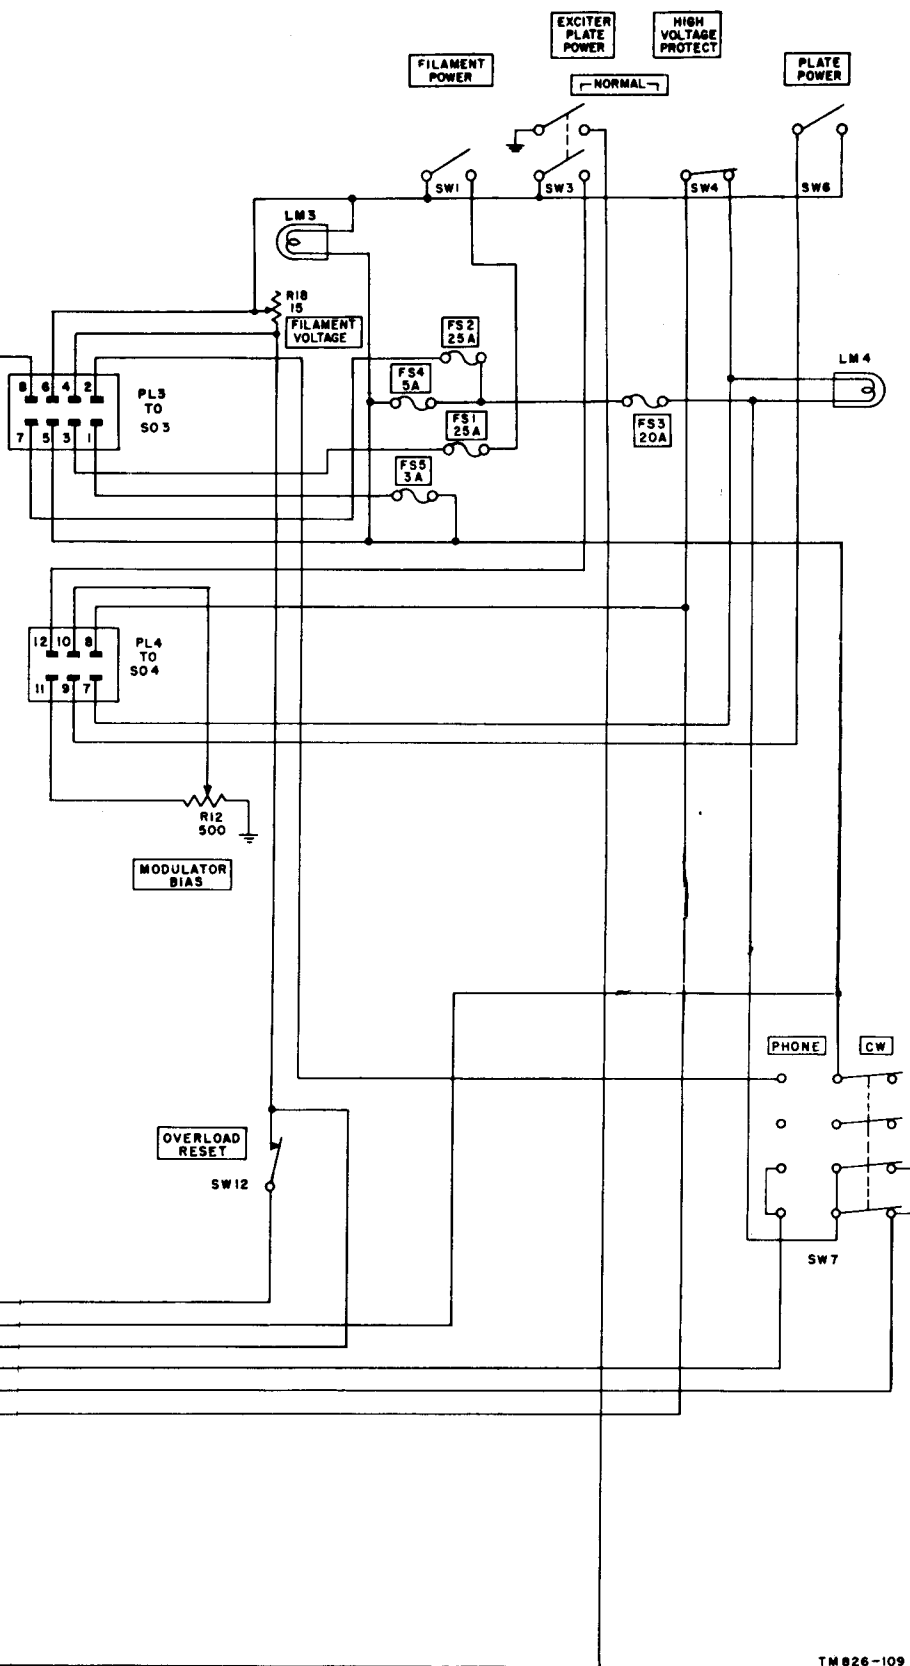 EXCITER
PLATE
POWER
HIGH
VOLTAGE
PROTECT
FILAMENT
POWER
PLATE
POWER
NORMAL
SW1
SW3
SW4
SW6
LM3
R18
15
FILAMENT
VOLTAGE
FS2
25A
FS4
5A
LM4
8 6 4 2
PL3
TO
SO3
7 5 3 1
FS1
25A
FS3
20A
FS5
3A
12 10 8
PL4
TO
SO4
11 9 7
R12
500
MODULATOR
BIAS
PHONE
CW
OVERLOAD
RESET
SW12
SW7
TM826-109